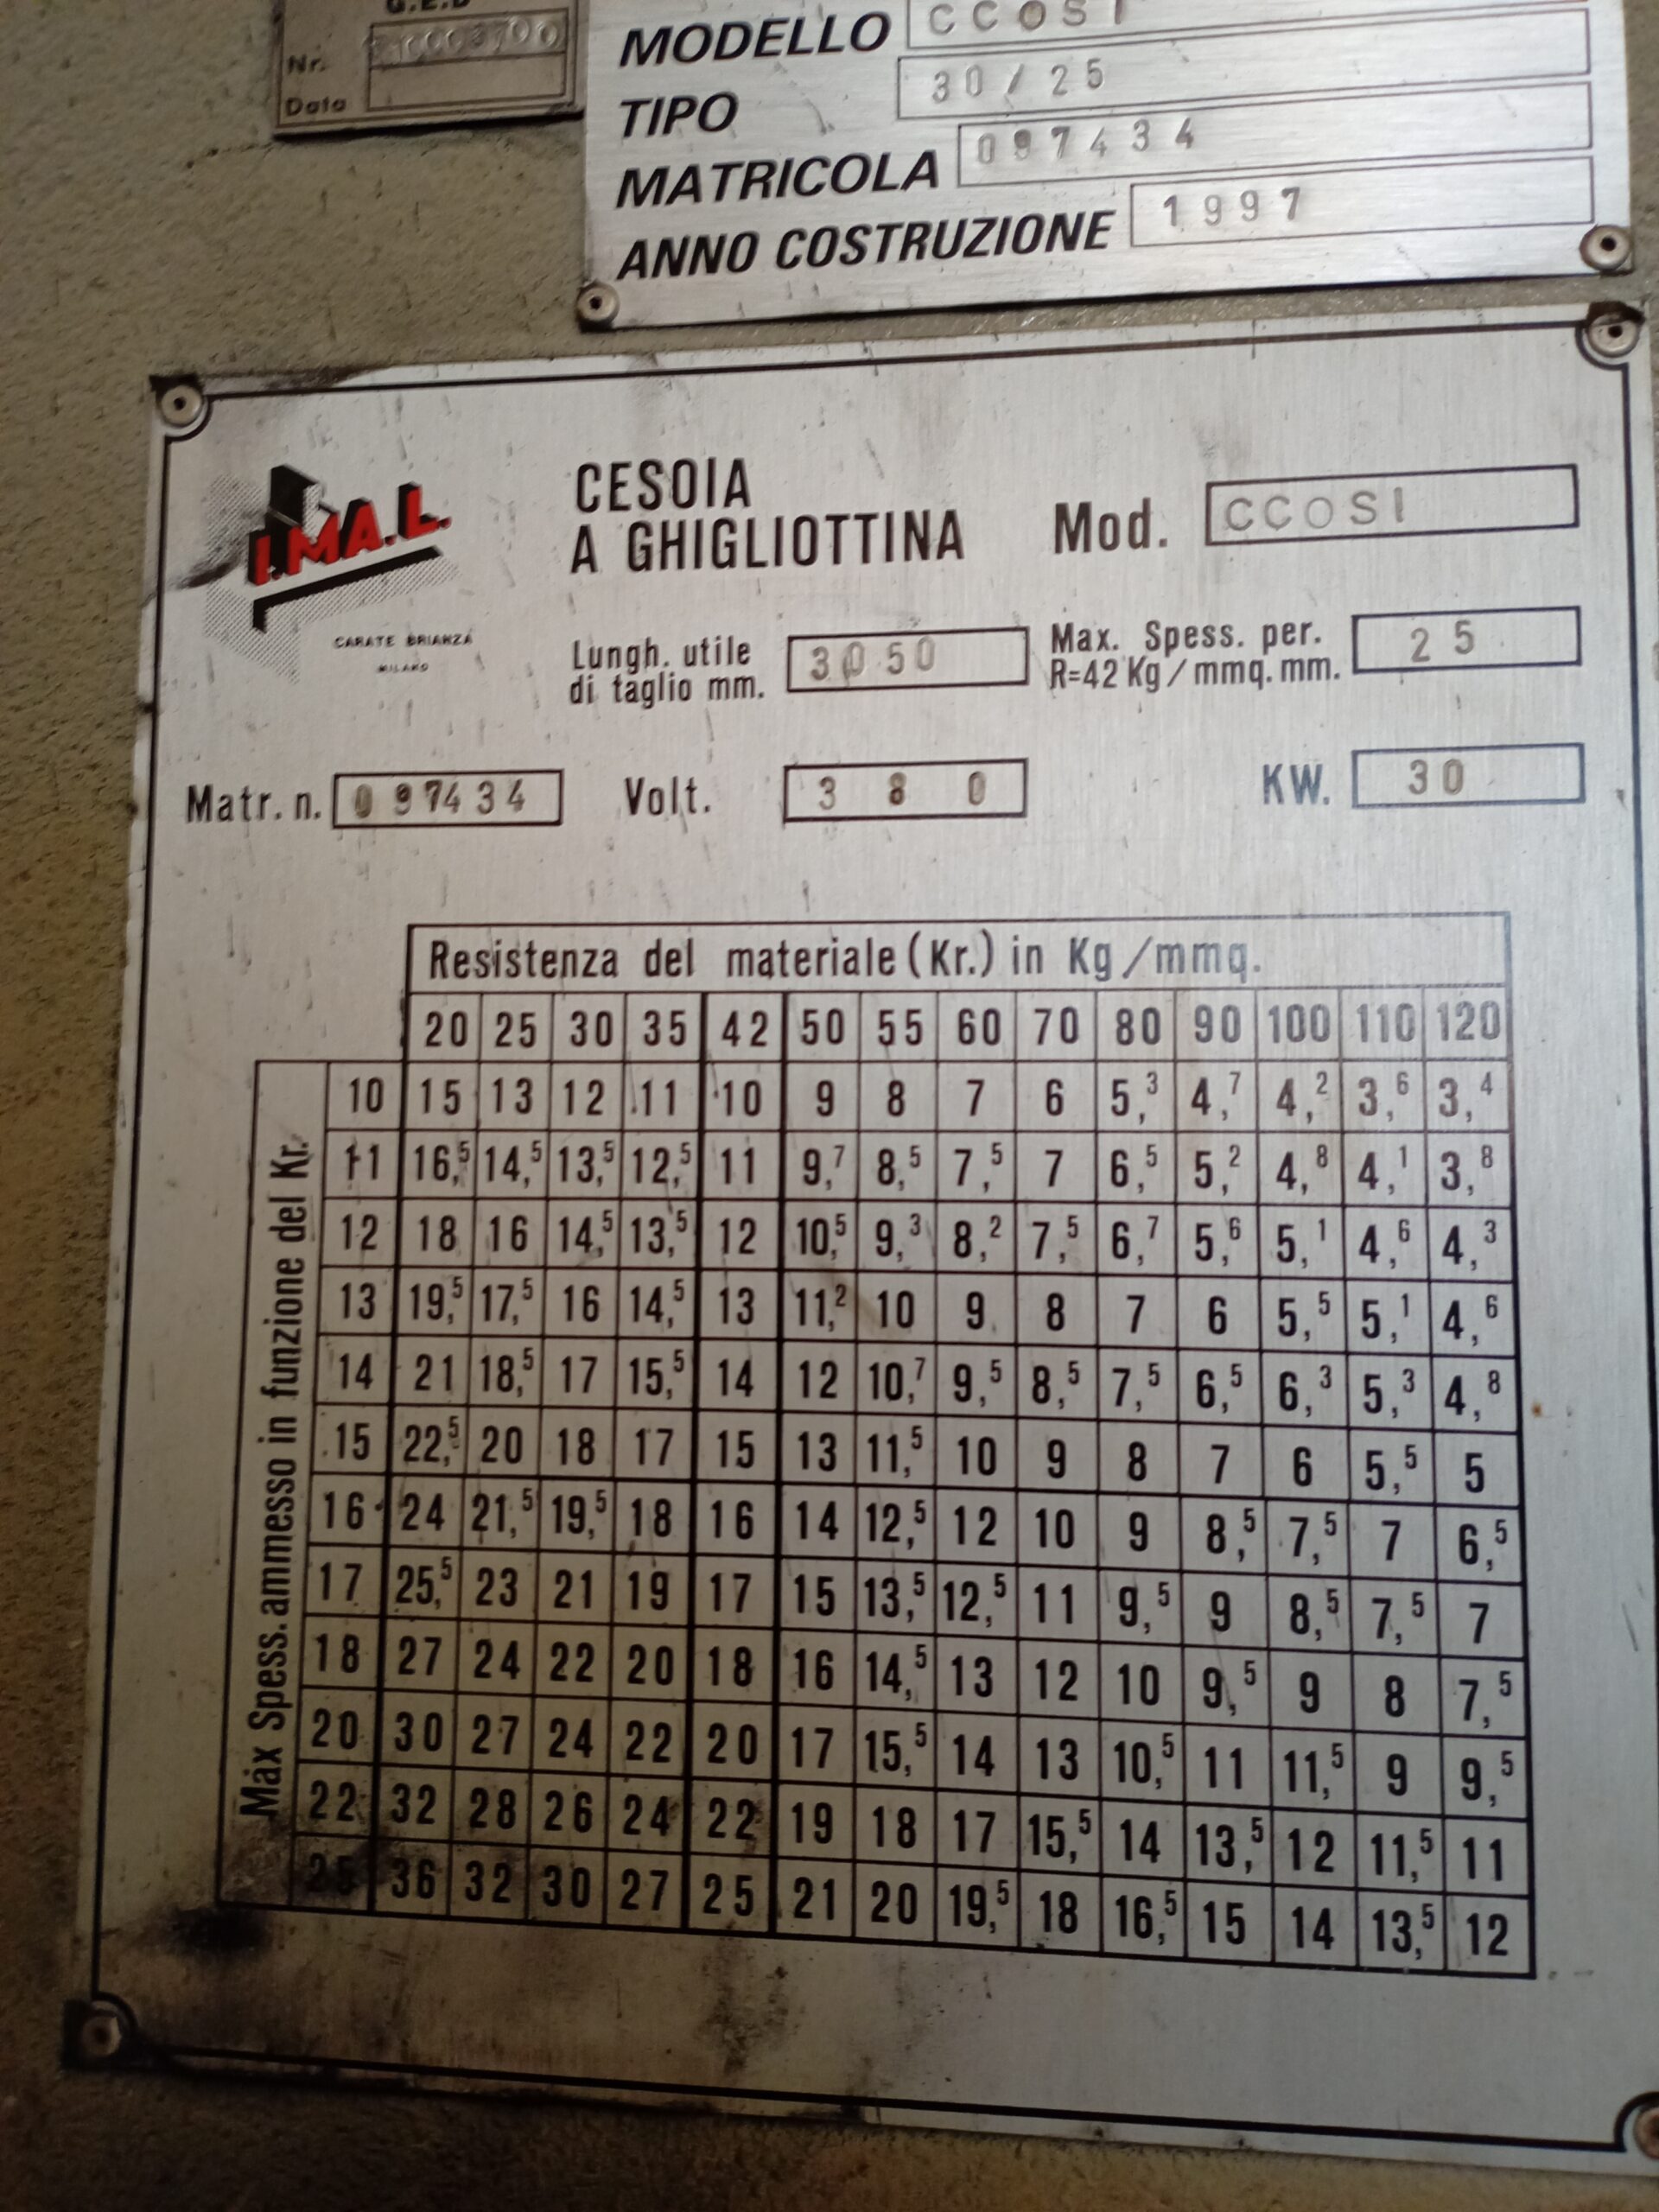 Nr.
Data
MODELLO CCOSI
TIPO 30/25
MATRICOLA 097434
ANNO COSTRUZIONE 1997
I.MA.L.
CARATE BRIANZA
MILANO
CESOIA
A GHIGLIOTTINA
Mod. CCOSI
Lungh. utile
di taglio mm. 3050
Max. Spess. per.
R=42 Kg/mmq. mm. 25
Matr. n. 097434 Volt. 380 KW. 30
Resistenza del materiale (Kr.) in Kg/mmq.
20 25 30 35 42 50 55 60 70 80 90 100 110 120
Max Spess. ammesso in funzione del Kr.
10 15 13 12 11 10 9 8 7 6 5,3 4,7 4,2 3,6 3,4
11 16,5 14,5 13,5 12,5 11 9,7 8,5 7,5 7 6,5 5,2 4,8 4,1 3,8
12 18 16 14,5 13,5 12 10,5 9,3 8,2 7,5 6,7 5,6 5,1 4,6 4,3
13 19,5 17,5 16 14,5 13 11,2 10 9 8 7 6 5,5 5,1 4,6
14 21 18,5 17 15,5 14 12 10,7 9,5 8,5 7,5 6,5 6,3 5,3 4,8
15 22,5 20 18 17 15 13 11,5 10 9 8 7 6 5,5 5
16 24 21,5 19,5 18 16 14 12,5 12 10 9 8,5 7,5 7 6,5
17 25,5 23 21 19 17 15 13,5 12,5 11 9,5 9 8,5 7,5 7
18 27 24 22 20 18 16 14,5 13 12 10 9,5 9 8 7,5
20 30 27 24 22 20 17 15,5 14 13 10,5 11 11,5 9 9,5
22 32 28 26 24 22 19 18 17 15,5 14 13,5 12 11,5 11
25 36 32 30 27 25 21 20 19,5 18 16,5 15 14 13,5 12